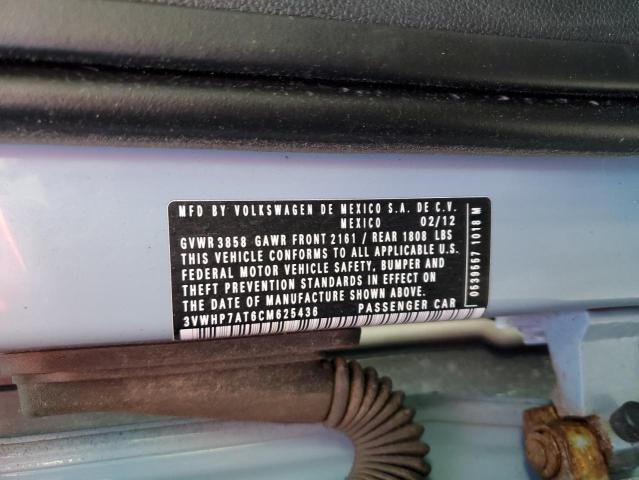 MFD BY VOLKSWAGEN DE MEXICO S.A. DE C.V.
MEXICO 02/12
GVWR 3858 GAWR FRONT 2161 / REAR 1808 LBS
THIS VEHICLE CONFORMS TO ALL APPLICABLE U.S.
FEDERAL MOTOR VEHICLE SAFETY, BUMPER AND
THEFT PREVENTION STANDARDS IN EFFECT ON
THE DATE OF MANUFACTURE SHOWN ABOVE
3VWHP7AT6CM625436 PASSENGER CAR
0639567 1018 M